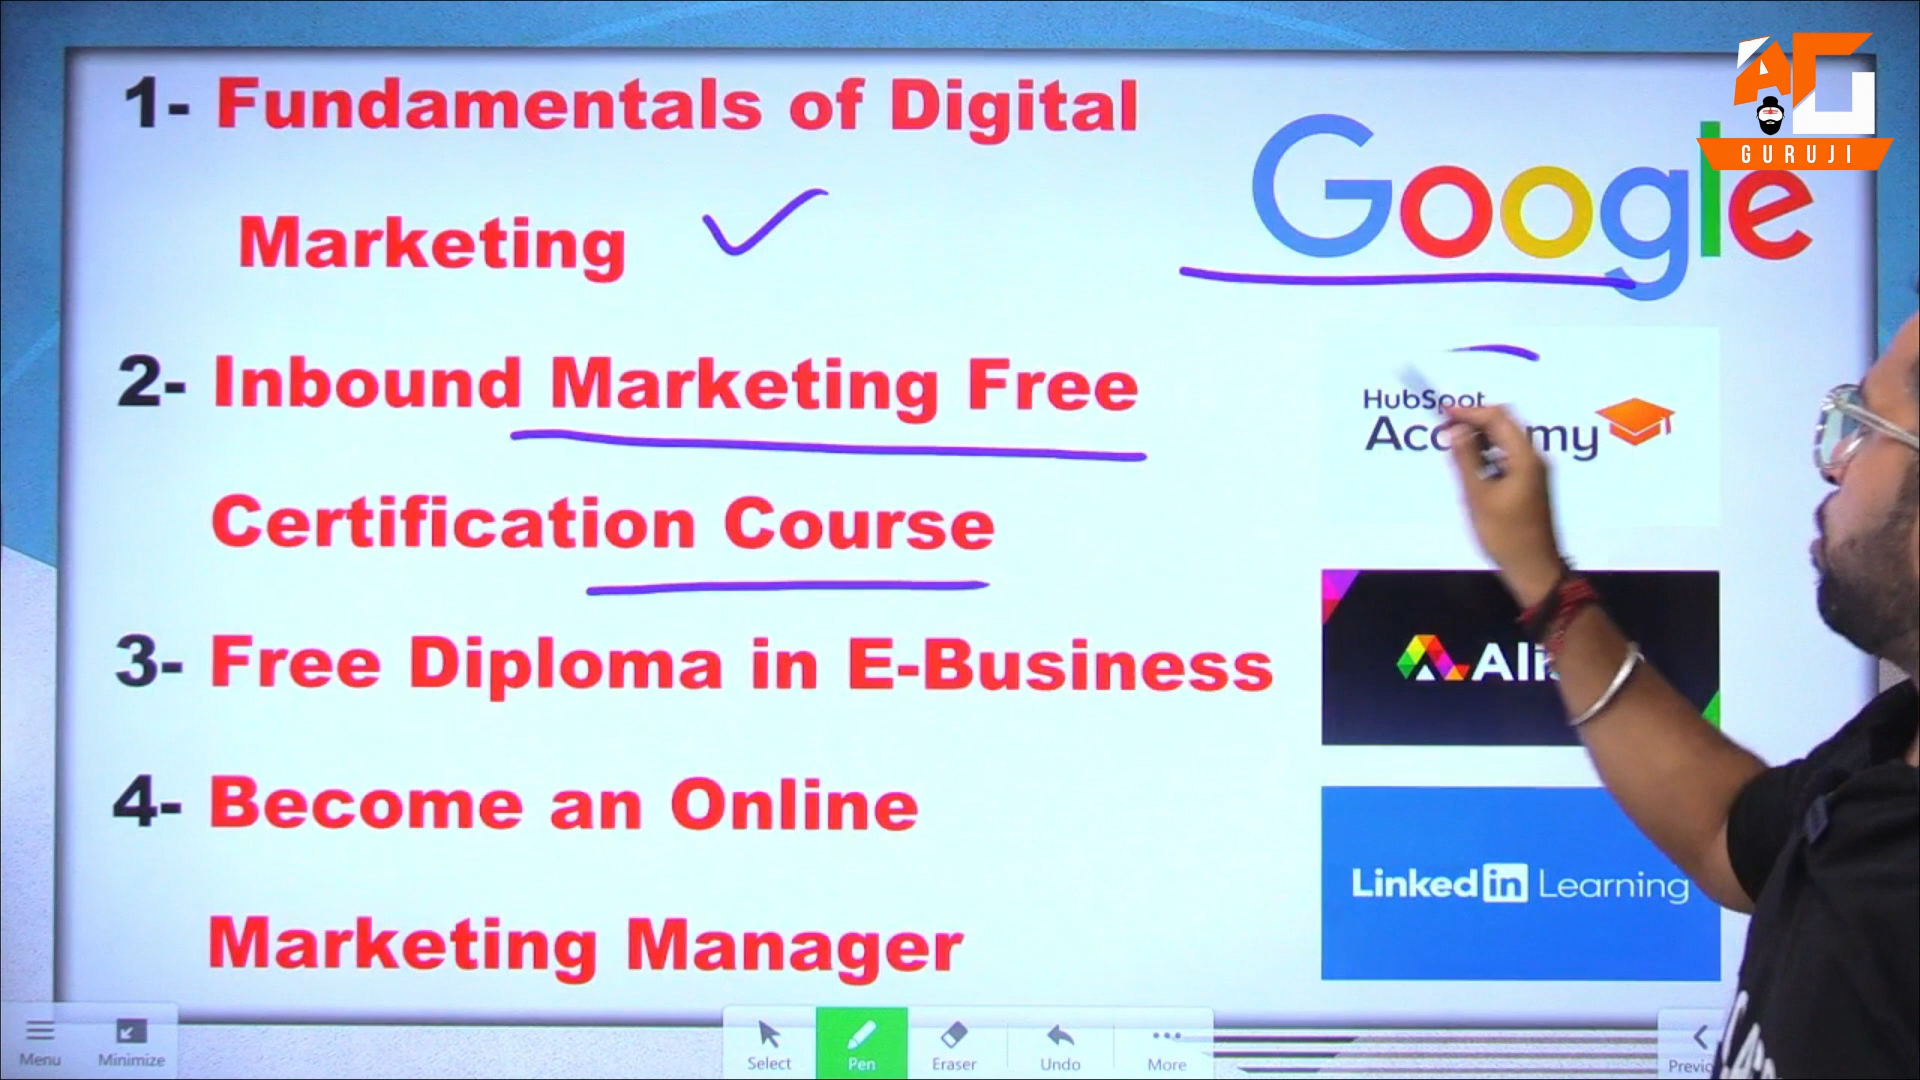 1- Fundamentals of Digital
Marketing
Google
GURUJI
2- Inbound Marketing Free
Certification Course
HubSpot
3- Free Diploma in E-Business
4- Become an Online
Marketing Manager
Linked in Learning
Menu
Minimize
Select
Pen
Eraser
Undo
More